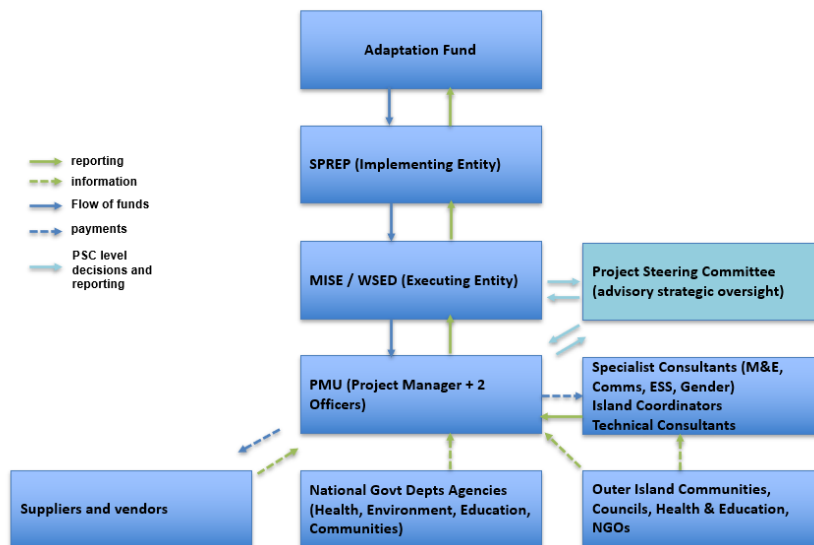 Adaptation Fund
SPREP (Implementing Entity)
reporting
information
Flow of funds
payments
PSC level
decisions and
reporting
MISE / WSED (Executing Entity)
Project Steering Committee
(advisory strategic oversight)
PMU (Project Manager + 2
Officers)
Specialist Consultants (M&E,
Comms, ESS, Gender)
Island Coordinators
Technical Consultants
Suppliers and vendors
National Govt Depts Agencies
(Health, Environment, Education,
Communities)
Outer Island Communities,
Councils, Health & Education,
NGOs